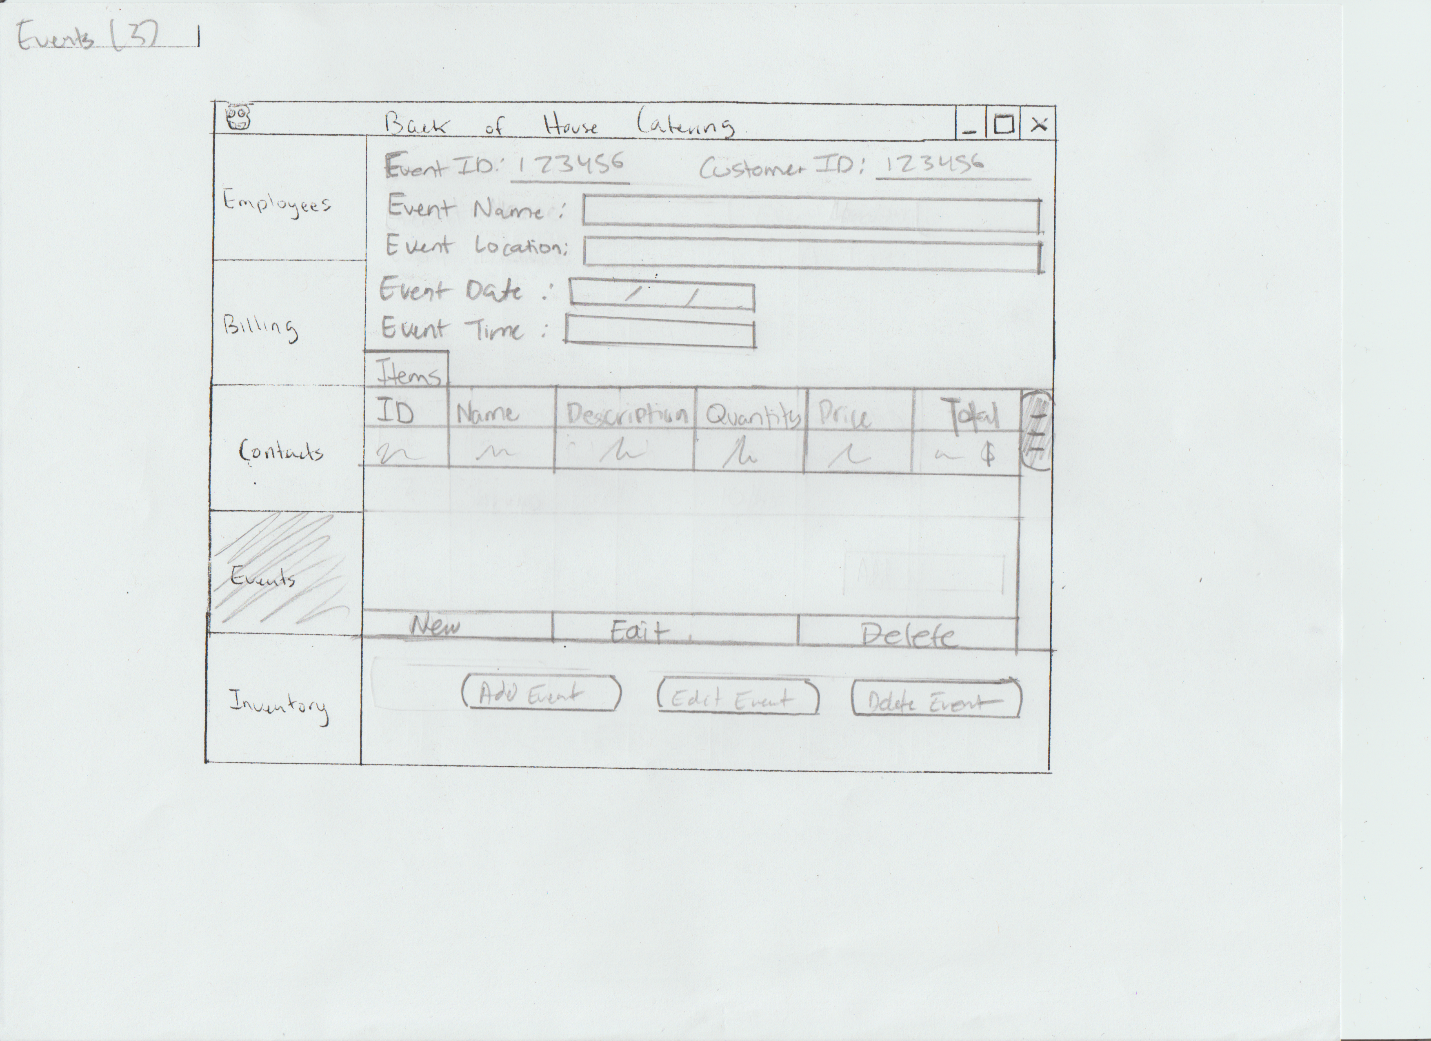 Events (3)
Back of House Catering
Event ID: 123456 Customer ID: 123456
Employees
Event Name:
Event Location:
Event Date: / /
Billing
Event Time:
Items
ID Name Description Quantity Price Total
Contacts
$
Events
New Edit Delete
Inventory
Add Event Edit Event Delete Event